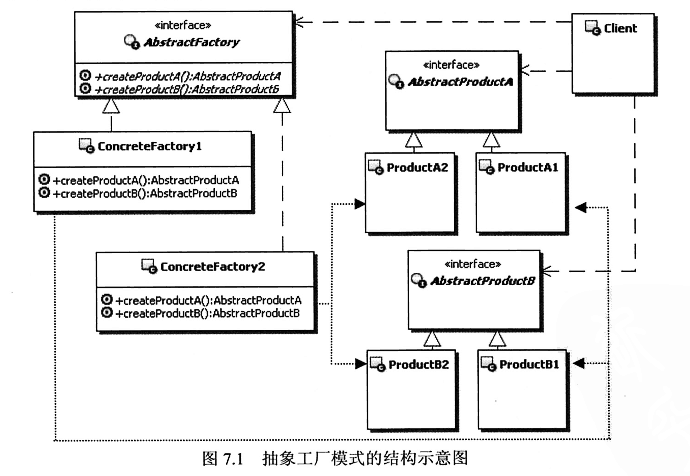 «interface»
AbstractFactory
+createProductA():AbstractProductA
+createProductB():AbstractProductB
Client
«interface»
AbstractProductA
ConcreteFactory1
+createProductA():AbstractProductA
+createProductB():AbstractProductB
ProductA2
ProductA1
ConcreteFactory2
+createProductA():AbstractProductA
+createProductB():AbstractProductB
«interface»
AbstractProductB
ProductB2
ProductB1
图 7.1 抽象工厂模式的结构示意图